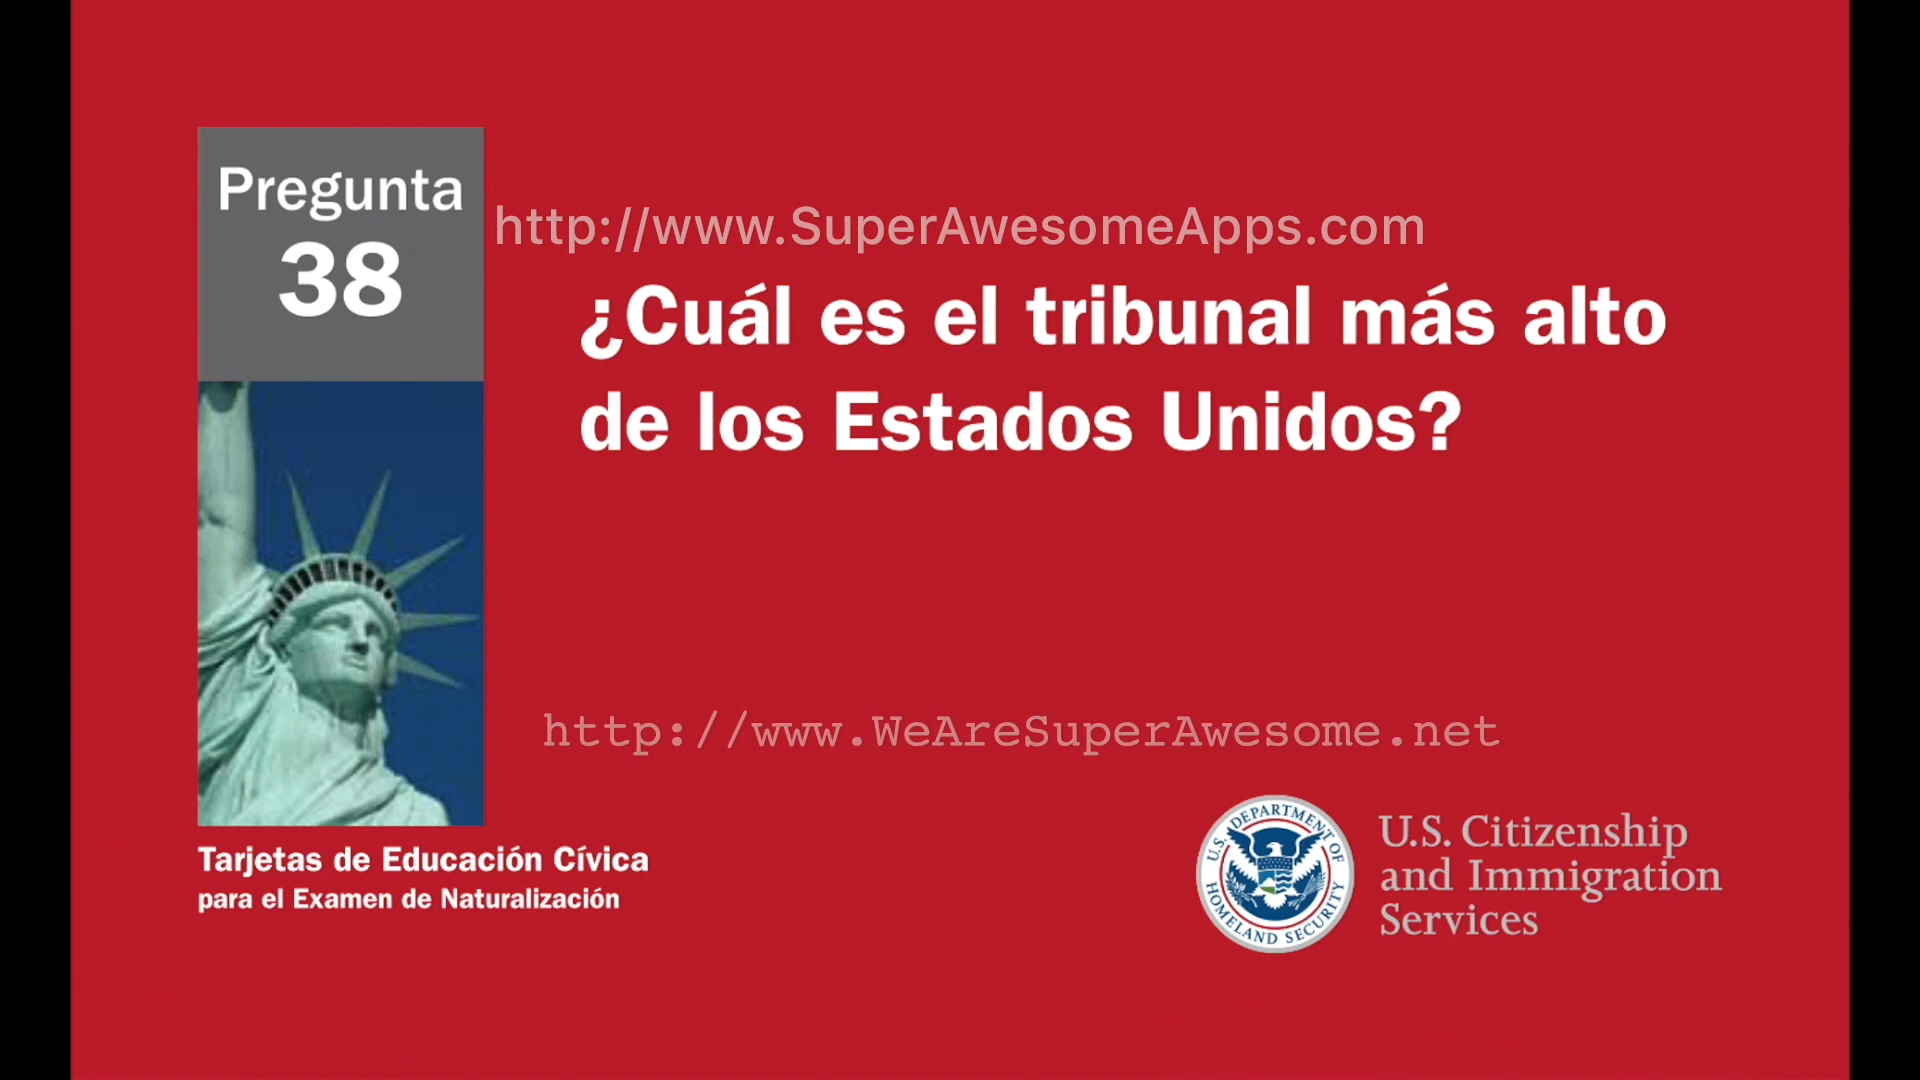 Pregunta
38
http://www.SuperAwesomeApps.com
¿Cuál es el tribunal más alto
de los Estados Unidos?
http://www.WeAreSuperAwesome.net
Tarjetas de Educación Cívica
para el Examen de Naturalización
U.S. DEPARTMENT OF
HOMELAND SECURITY
U.S. Citizenship
and Immigration
Services